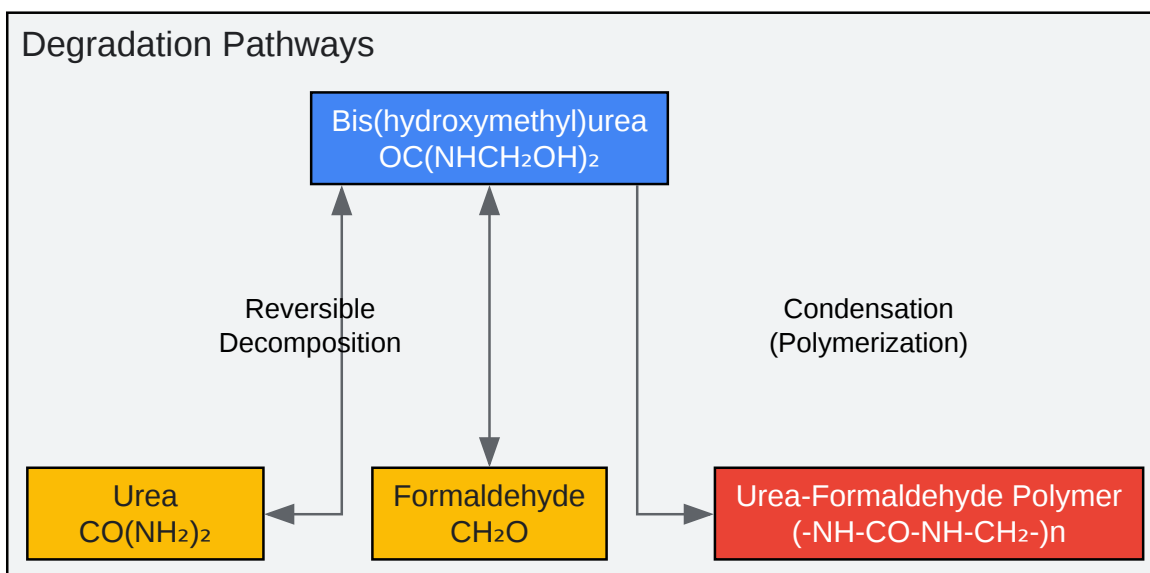 Degradation Pathways
Bis(hydroxymethyl)urea
OC(NHCH₂OH)₂
Reversible
Decomposition
Condensation
(Polymerization)
Urea
CO(NH₂)₂
Formaldehyde
CH₂O
Urea-Formaldehyde Polymer
(-NH-CO-NH-CH₂-)n